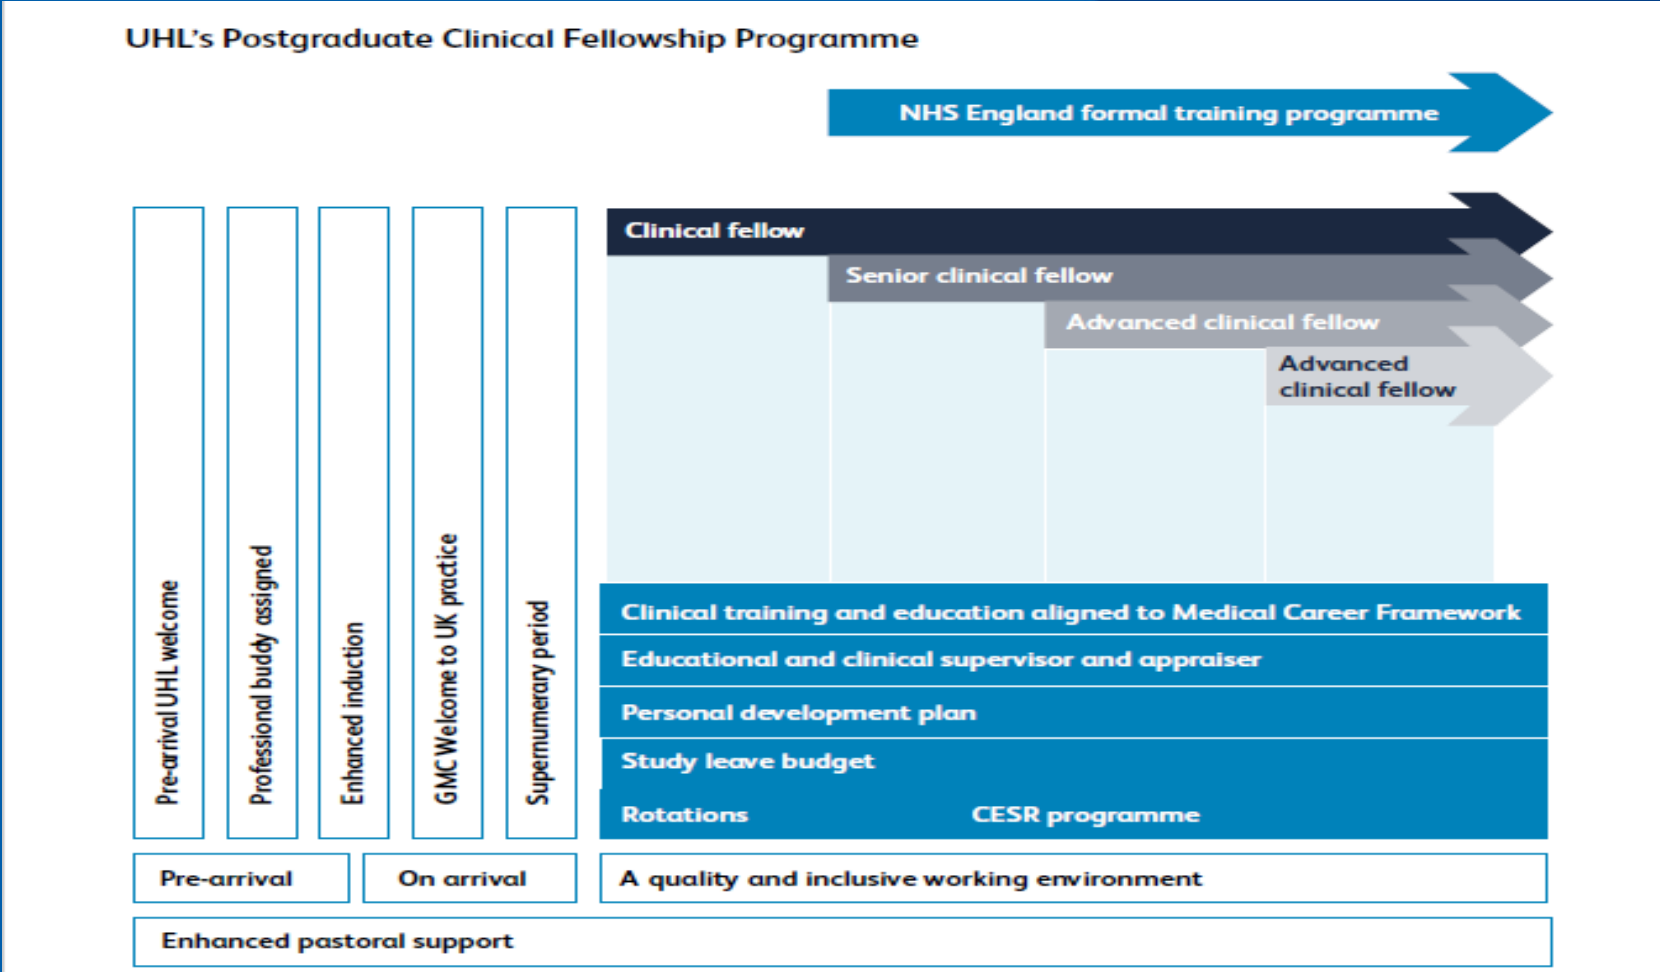 UHL's Postgraduate Clinical Fellowship Programme
NHS England formal training programme
Clinical fellow
Senior clinical fellow
Advanced clinical fellow
Advanced
clinical fellow
Pre-arrival UHL welcome
Professional buddy assigned
Enhanced induction
GMC Welcome to UK practice
Supernumerary period
Clinical training and education aligned to Medical Career Framework
Educational and clinical supervisor and appraiser
Personal development plan
Study leave budget
Rotations CESR programme
Pre-arrival
On arrival
A quality and inclusive working environment
Enhanced pastoral support